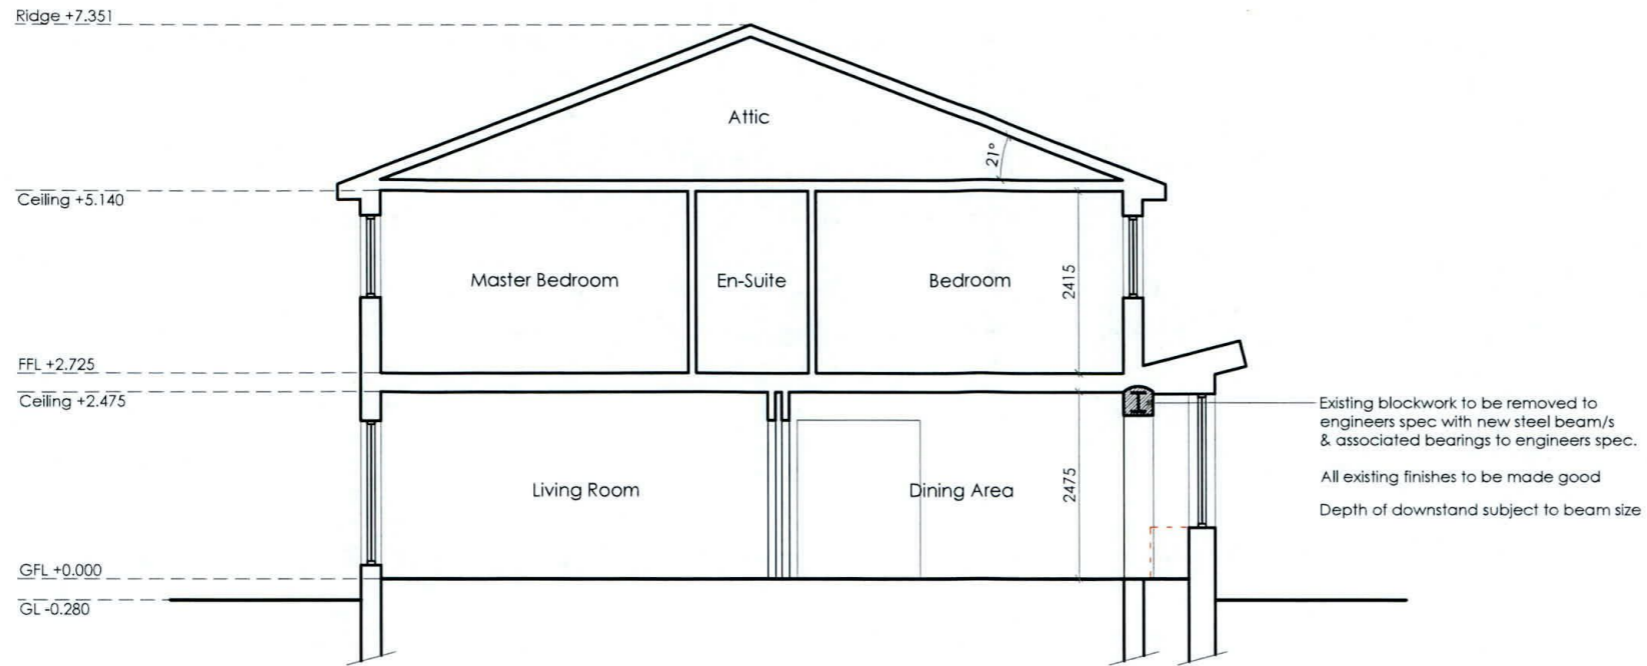 Ridge +7.351
Attic
21°
Ceiling +5.140
Master Bedroom
En-Suite
Bedroom
2415
FFL +2.725
Ceiling +2.475
Existing blockwork to be removed to
engineers spec with new steel beam/s
& associated bearings to engineers spec.
All existing finishes to be made good
Depth of downstand subject to beam size
Living Room
Dining Area
2475
GFL +0.000
GL -0.280